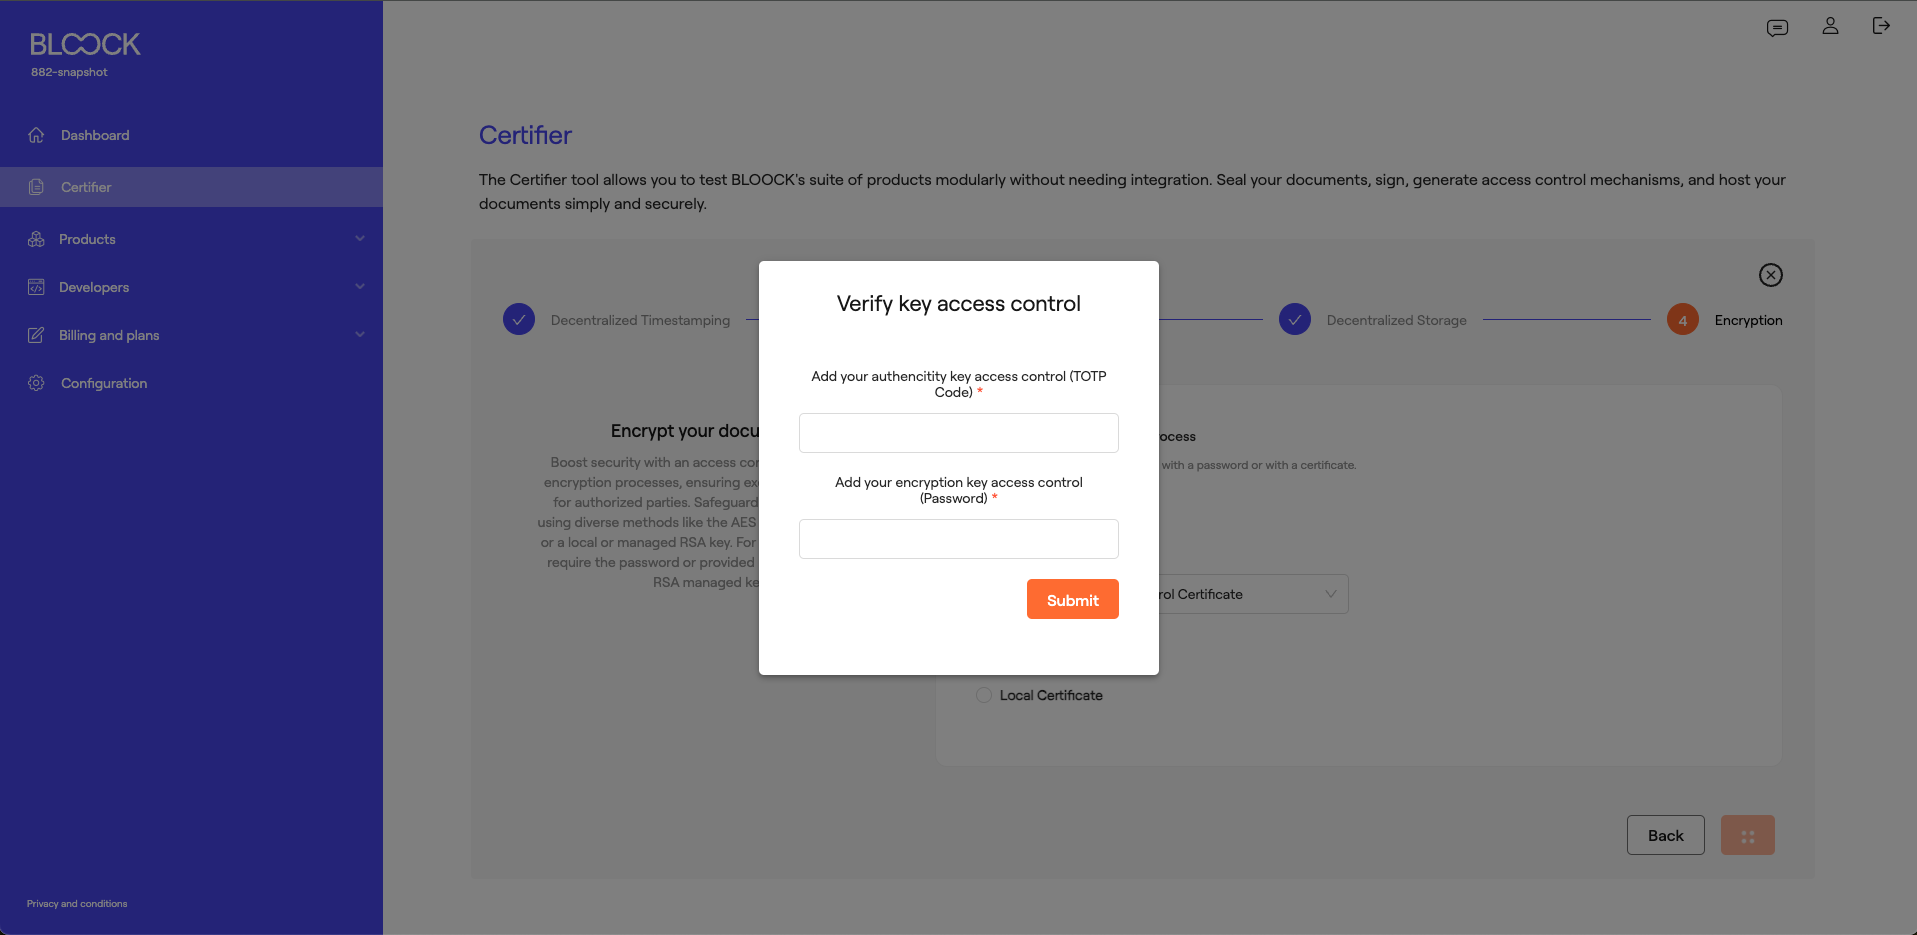 BLOOCK
882-snapshot
Dashboard
Certifier
Products
Developers
Billing and plans
Configuration
Privacy and conditions
Certifier
The Certifier tool allows you to test BLOOCK's suite of products modularly without needing integration. Seal your documents, sign, generate access control mechanisms, and host your
documents simply and securely.
Decentralized Timestamping
Decentralized Storage
4
Encryption
Encrypt your docu
Boost security with an access con
encryption processes, ensuring exc
for authorized parties. Safeguard
using diverse methods like the AES
or a local or managed RSA key. For
require the password or provided
RSA managed ke
ocess
with a password or with a certificate.
rol Certificate
Local Certificate
Back
Verify key access control
Add your authencitity key access control (TOTP
Code) *
Add your encryption key access control
(Password) *
Submit